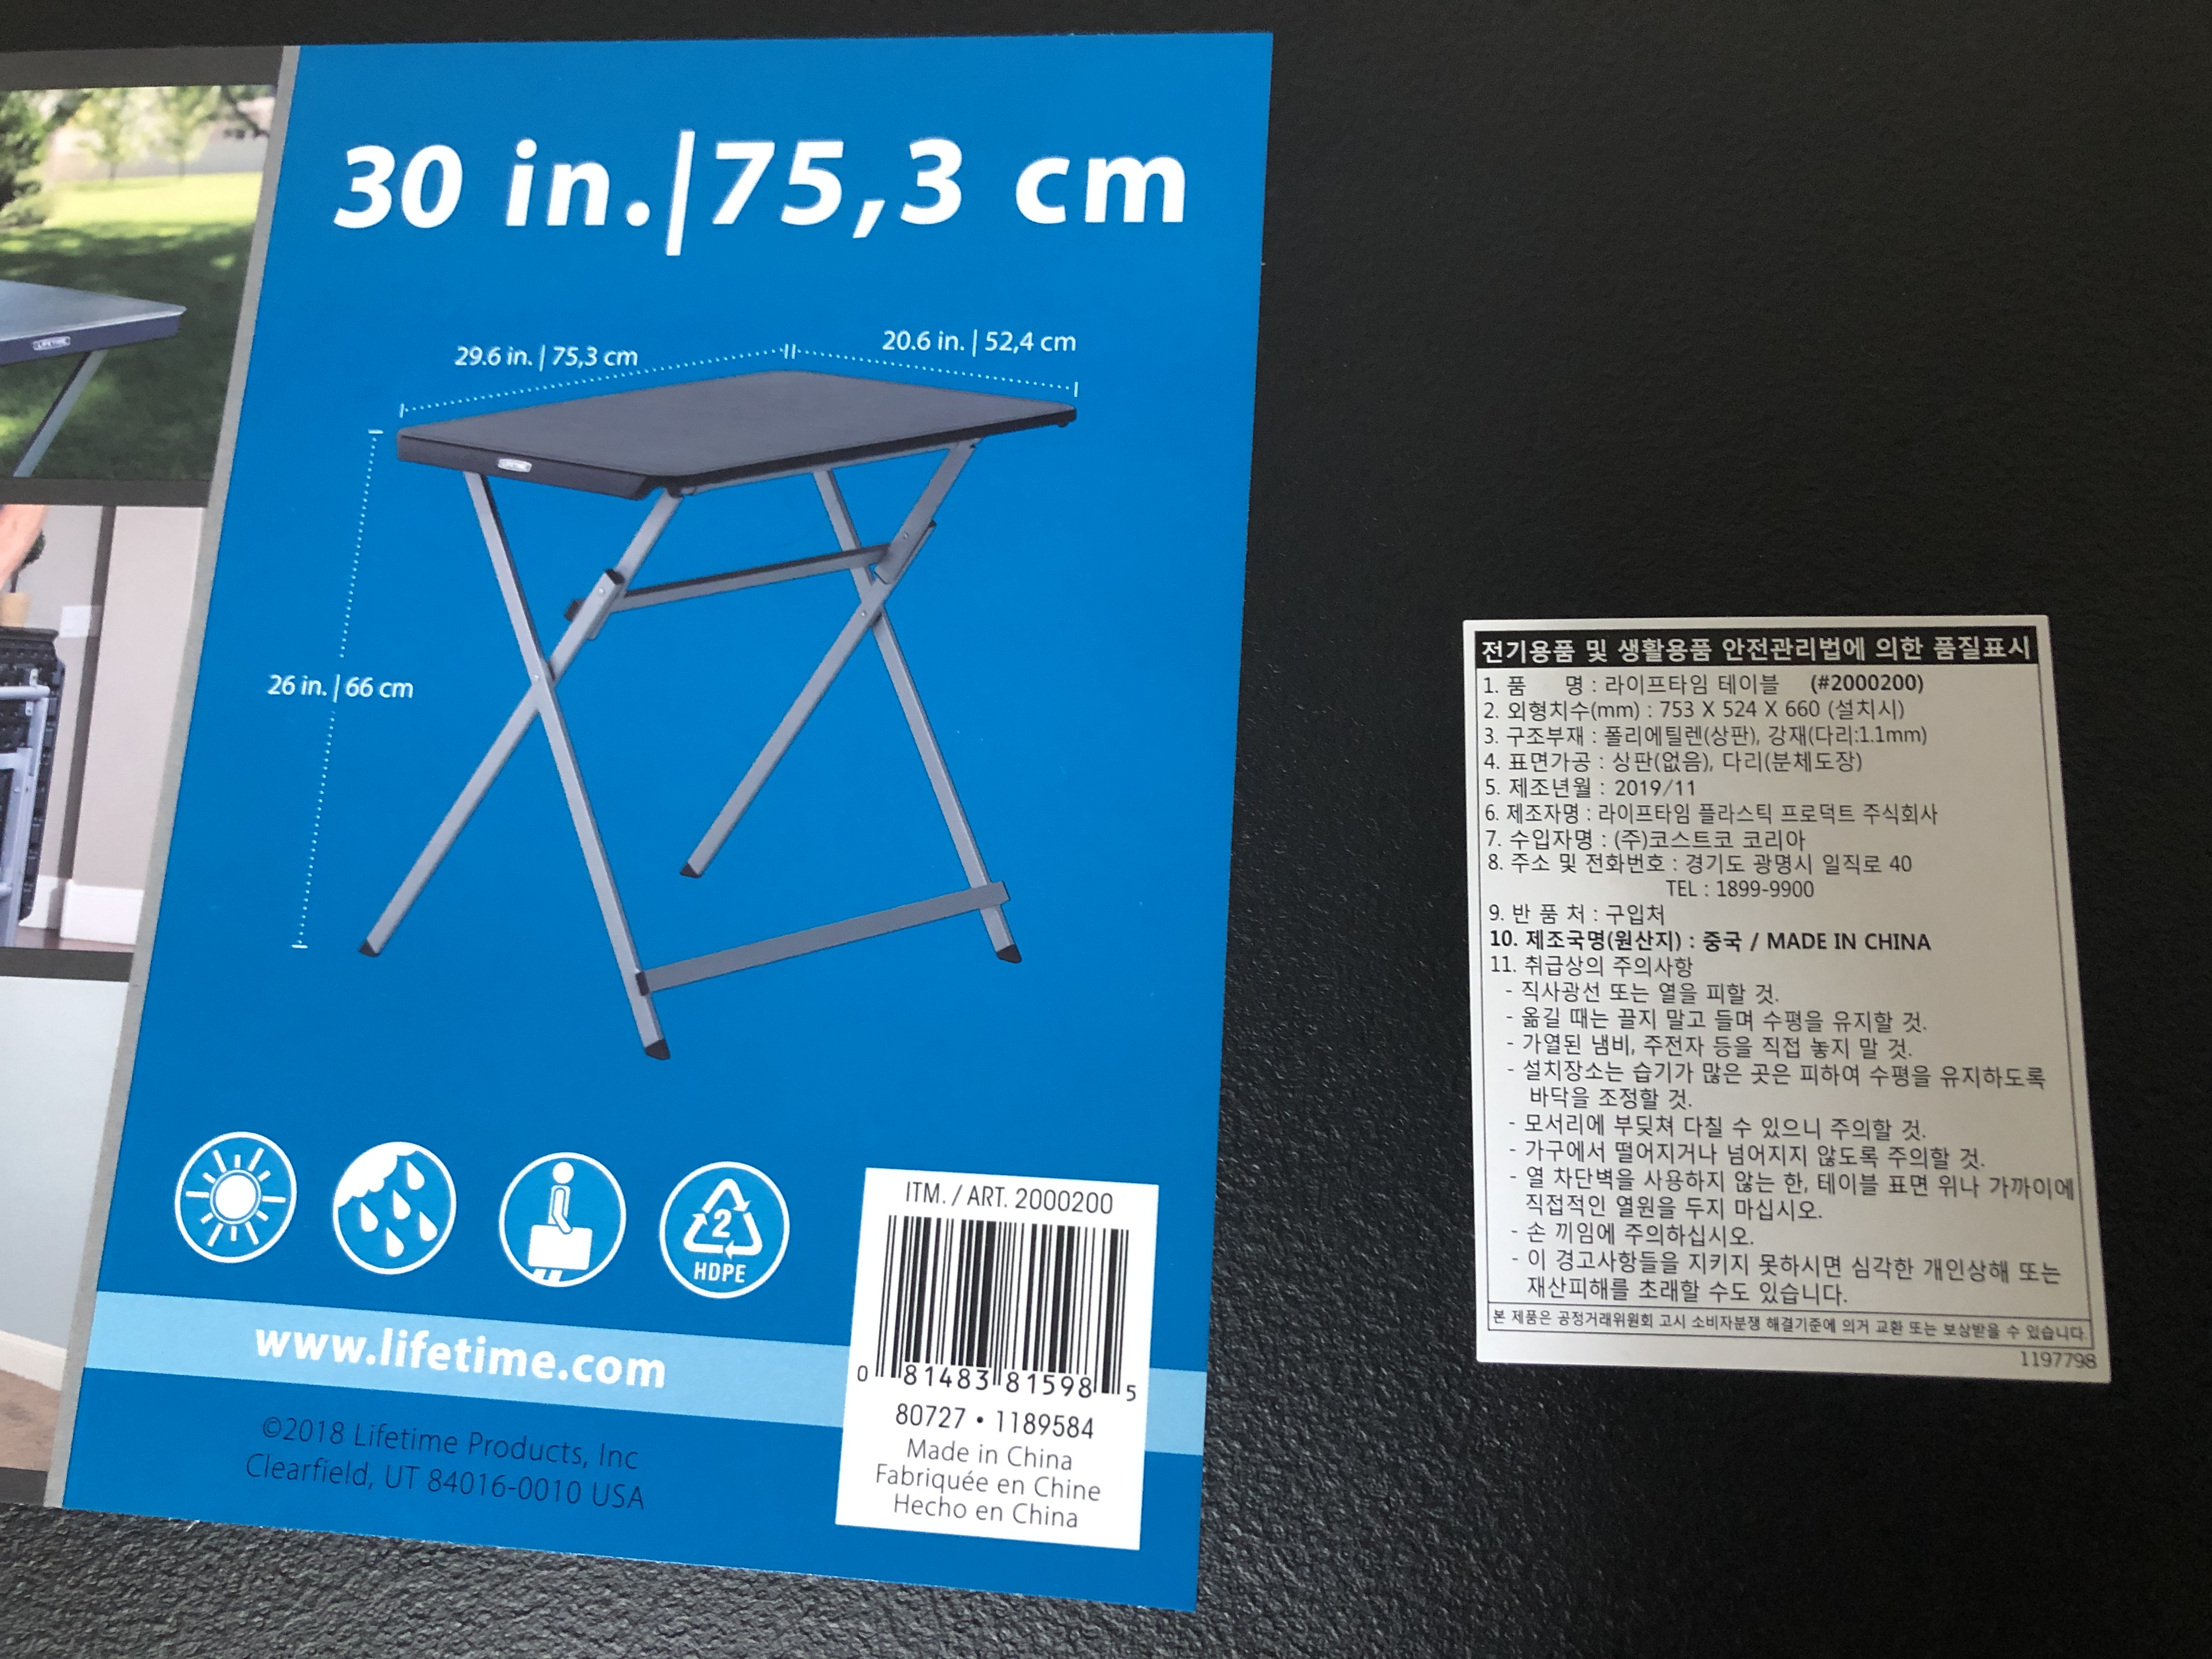 30 in.|75,3 cm
29.6 in. | 75,3 cm
20.6 in. | 52,4 cm
LIFETIME
LIFETIME
26 in. | 66 cm
2
HDPE
www.lifetime.com
©2018 Lifetime Products, Inc
Clearfield, UT 84016-0010 USA
ITM. / ART. 2000200
0 81483 81598 5
80727 • 1189584
Made in China
Fabriquée en Chine
Hecho en China
전기용품 및 생활용품 안전관리법에 의한 품질표시
1. 품 명 : 라이프타임 테이블 (#2000200)
2. 외형치수(mm) : 753 X 524 X 660 (설치시)
3. 구조부재 : 폴리에틸렌(상판), 강재(다리:1.1mm)
4. 표면가공 : 상판(없음), 다리(분체도장)
5. 제조년월 : 2019/11
6. 제조자명 : 라이프타임 플라스틱 프로덕트 주식회사
7. 수입자명 : (주)코스트코 코리아
8. 주소 및 전화번호 : 경기도 광명시 일직로 40
TEL : 1899-9900
9. 반 품 처 : 구입처
10. 제조국명(원산지) : 중국 / MADE IN CHINA
11. 취급상의 주의사항
- 직사광선 또는 열을 피할 것.
- 옮길 때는 끌지 말고 들며 수평을 유지할 것.
- 가열된 냄비, 주전자 등을 직접 놓지 말 것.
- 설치장소는 습기가 많은 곳은 피하여 수평을 유지하도록
바닥을 조정할 것.
- 모서리에 부딪쳐 다칠 수 있으니 주의할 것.
- 가구에서 떨어지거나 넘어지지 않도록 주의할 것.
- 열 차단벽을 사용하지 않는 한, 테이블 표면 위나 가까이에
직접적인 열원을 두지 마십시오.
- 손 끼임에 주의하십시오.
- 이 경고사항들을 지키지 못하시면 심각한 개인상해 또는
재산피해를 초래할 수도 있습니다.
본 제품은 공정거래위원회 고시 소비자분쟁 해결기준에 의거 교환 또는 보상받을 수 있습니다.
1197798